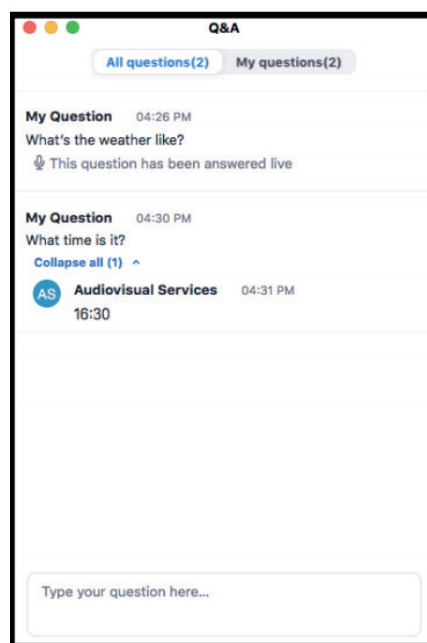 Q&A
All questions(2) My questions(2)
My Question 04:26 PM
What's the weather like?
This question has been answered live
My Question 04:30 PM
What time is it?
Collapse all (1)
AS Audiovisual Services 04:31 PM
16:30
Type your question here...